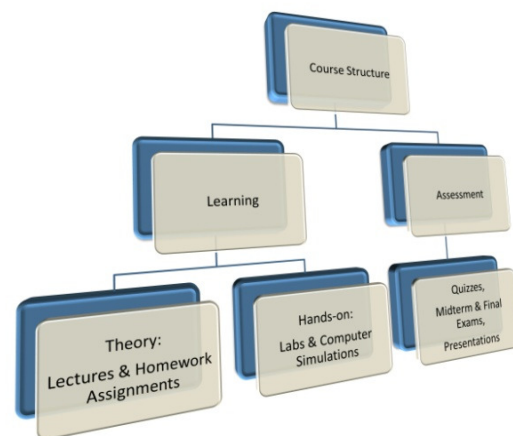 Course Structure
Learning
Assessment
Theory:
Lectures & Homework
Assignments
Hands-on:
Labs & Computer
Simulations
Quizzes,
Midterm & Final
Exams,
Presentations